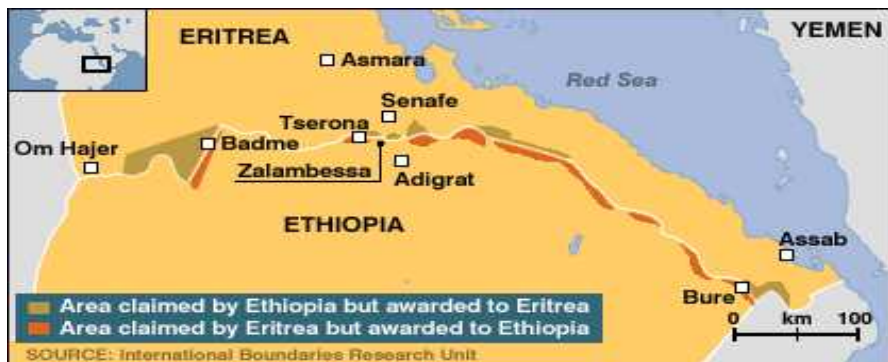 ERITREA
YEMEN
Asmara
Red Sea
Senafe
Tserona
Om Hajer
Badme
Zalambessa
Adigrat
ETHIOPIA
Assab
Bure
Area claimed by Ethiopia but awarded to Eritrea
Area claimed by Eritrea but awarded to Ethiopia
0 km 100
SOURCE: International Boundaries Research Unit